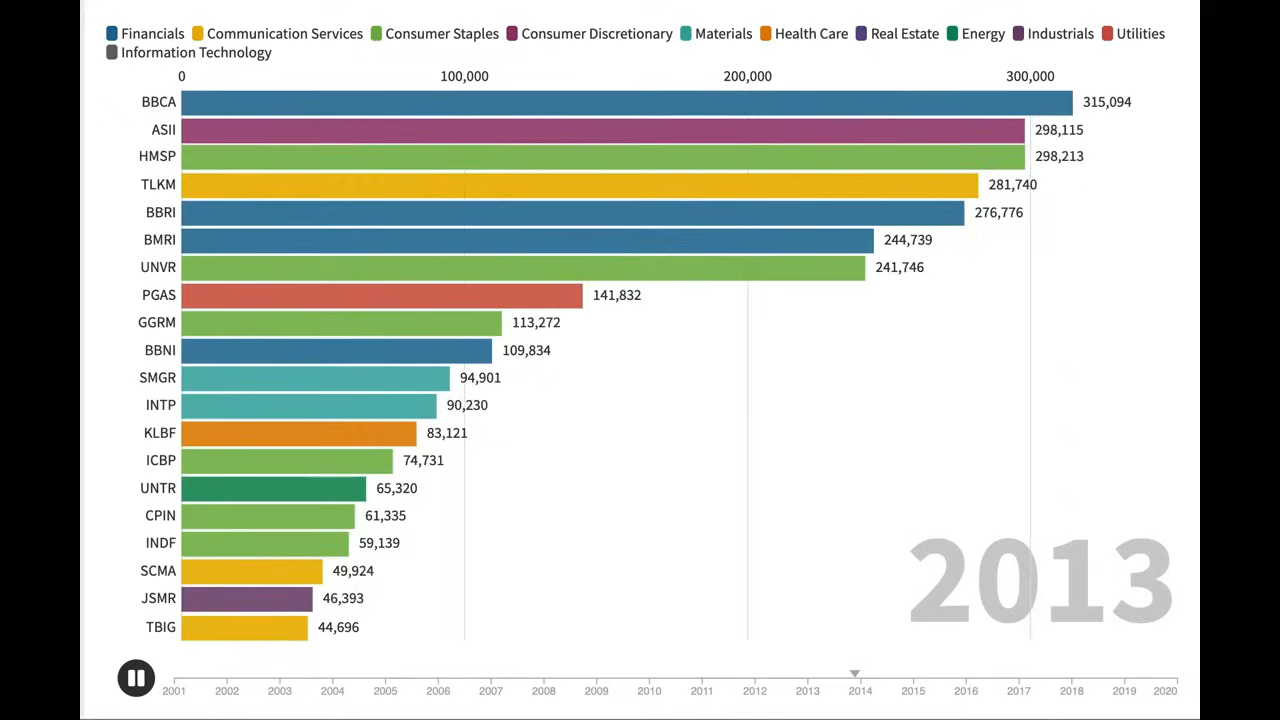 Financials Communication Services Consumer Staples Consumer Discretionary Materials Health Care Real Estate Energy Industrials Utilities
Information Technology
0 100,000 200,000 300,000
BBCA 315,094
ASII 298,115
HMSP 298,213
TLKM 281,740
BBRI 276,776
BMRI 244,739
UNVR 241,746
PGAS 141,832
GGRM 113,272
BBNI 109,834
SMGR 94,901
INTP 90,230
KLBF 83,121
ICBP 74,731
UNTR 65,320
CPIN 61,335
INDF 59,139
SCMA 49,924
JSMR 46,393
TBIG 44,696
2013
2001 2002 2003 2004 2005 2006 2007 2008 2009 2010 2011 2012 2013 2014 2015 2016 2017 2018 2019 2020